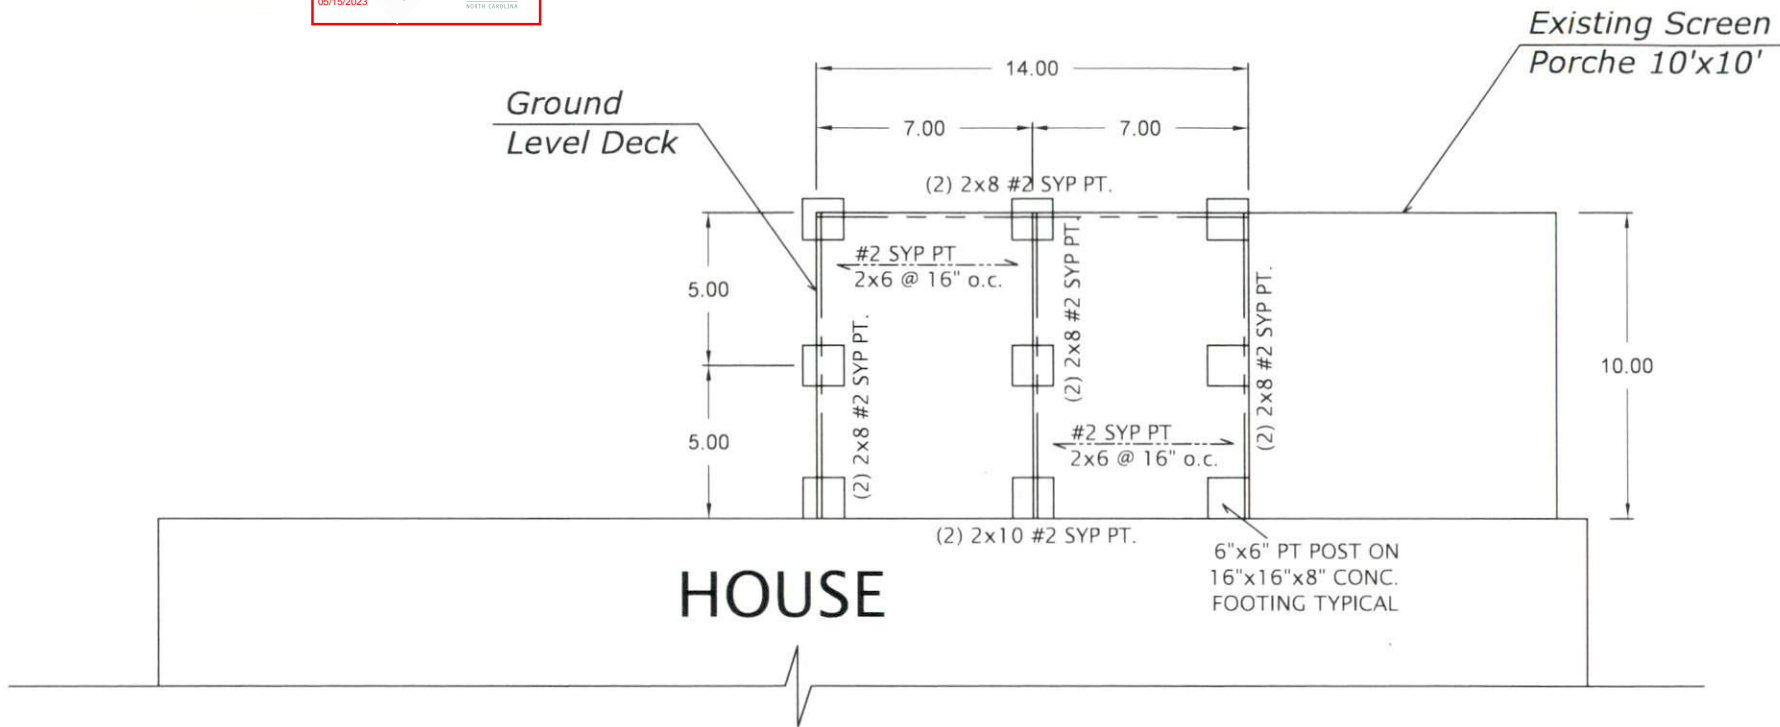 05/15/2023
NORTH CAROLINA
Existing Screen
Porche 10'x10'
14.00
Ground
Level Deck
7.00
7.00
(2) 2x8 #2 SYP PT.
#2 SYP PT
2x6 @ 16" o.c.
5.00
(2) 2x8 #2 SYP PT.
(2) 2x8 #2 SYP PT.
(2) 2x8 #2 SYP PT.
10.00
5.00
#2 SYP PT
2x6 @ 16" o.c.
(2) 2x10 #2 SYP PT.
6"x6" PT POST ON
16"x16"x8" CONC.
FOOTING TYPICAL
HOUSE